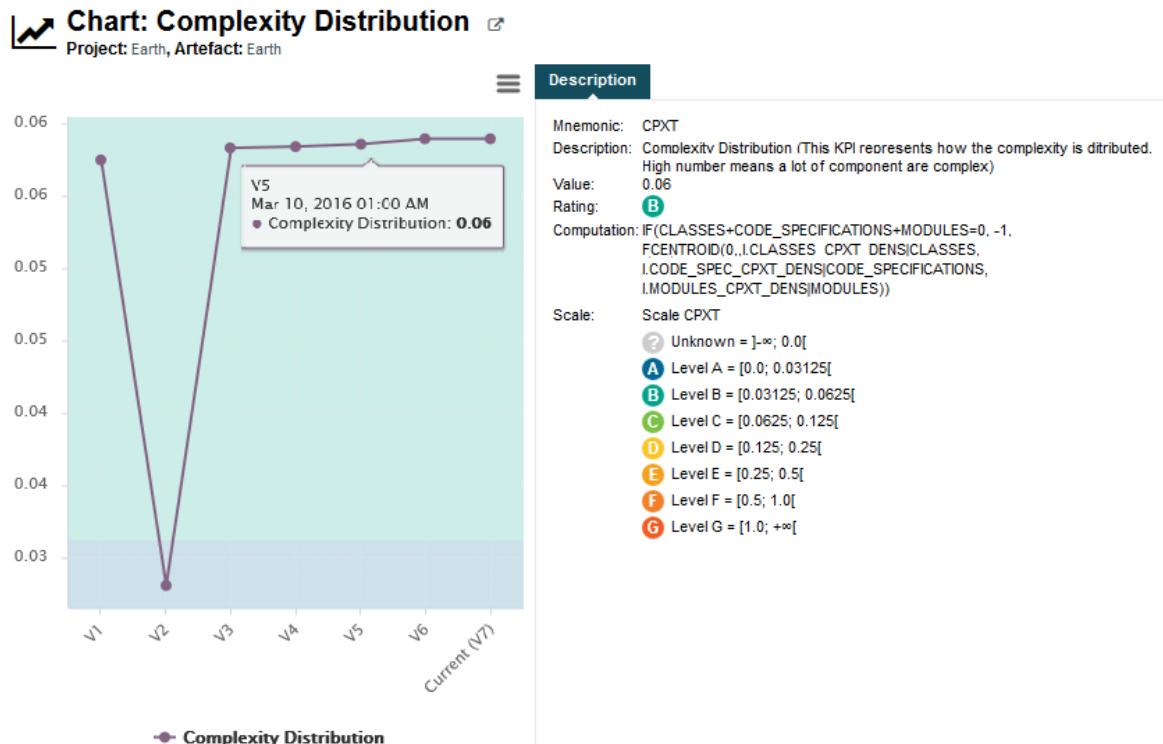 Chart: Complexity Distribution
Project: Earth, Artefact: Earth
0.06
0.06
0.05
0.05
0.04
0.04
0.03
V5
Mar 10, 2016 01:00 AM
Complexity Distribution: 0.06
V1
V2
V3
V4
V5
V6
Current (V7)
Complexity Distribution
Description
Mnemonic: CPXT
Description: Complexity Distribution (This KPI represents how the complexity is ditributed.
High number means a lot of component are complex)
Value: 0.06
Rating: B
Computation: IF(CLASSES+CODE_SPECIFICATIONS+MODULES=0, -1,
FCENTROID(0,,I.CLASSES_CPXT_DENS|CLASSES,
I.CODE_SPEC_CPXT_DENS|CODE_SPECIFICATIONS,
I.MODULES_CPXT_DENS|MODULES))
Scale: Scale CPXT
? Unknown = ]-∞; 0.0[
A Level A = [0.0; 0.03125[
B Level B = [0.03125; 0.0625[
C Level C = [0.0625; 0.125[
D Level D = [0.125; 0.25[
E Level E = [0.25; 0.5[
F Level F = [0.5; 1.0[
G Level G = [1.0; +∞[